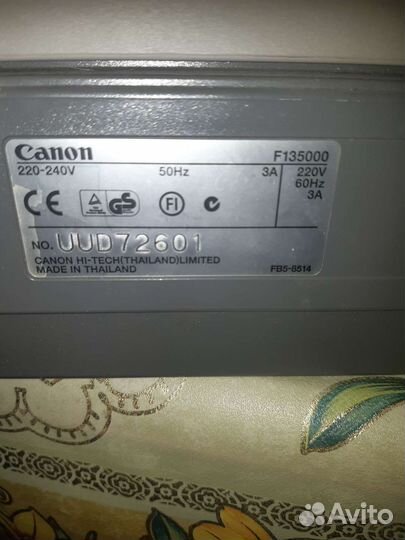 Canon F135000
220-240V 50Hz 3A 220V
60Hz
3A
CE GS FI
NO. UUD72601
CANON HI-TECH(THAILAND)LIMITED
MADE IN THAILAND FB5-8514
Avito